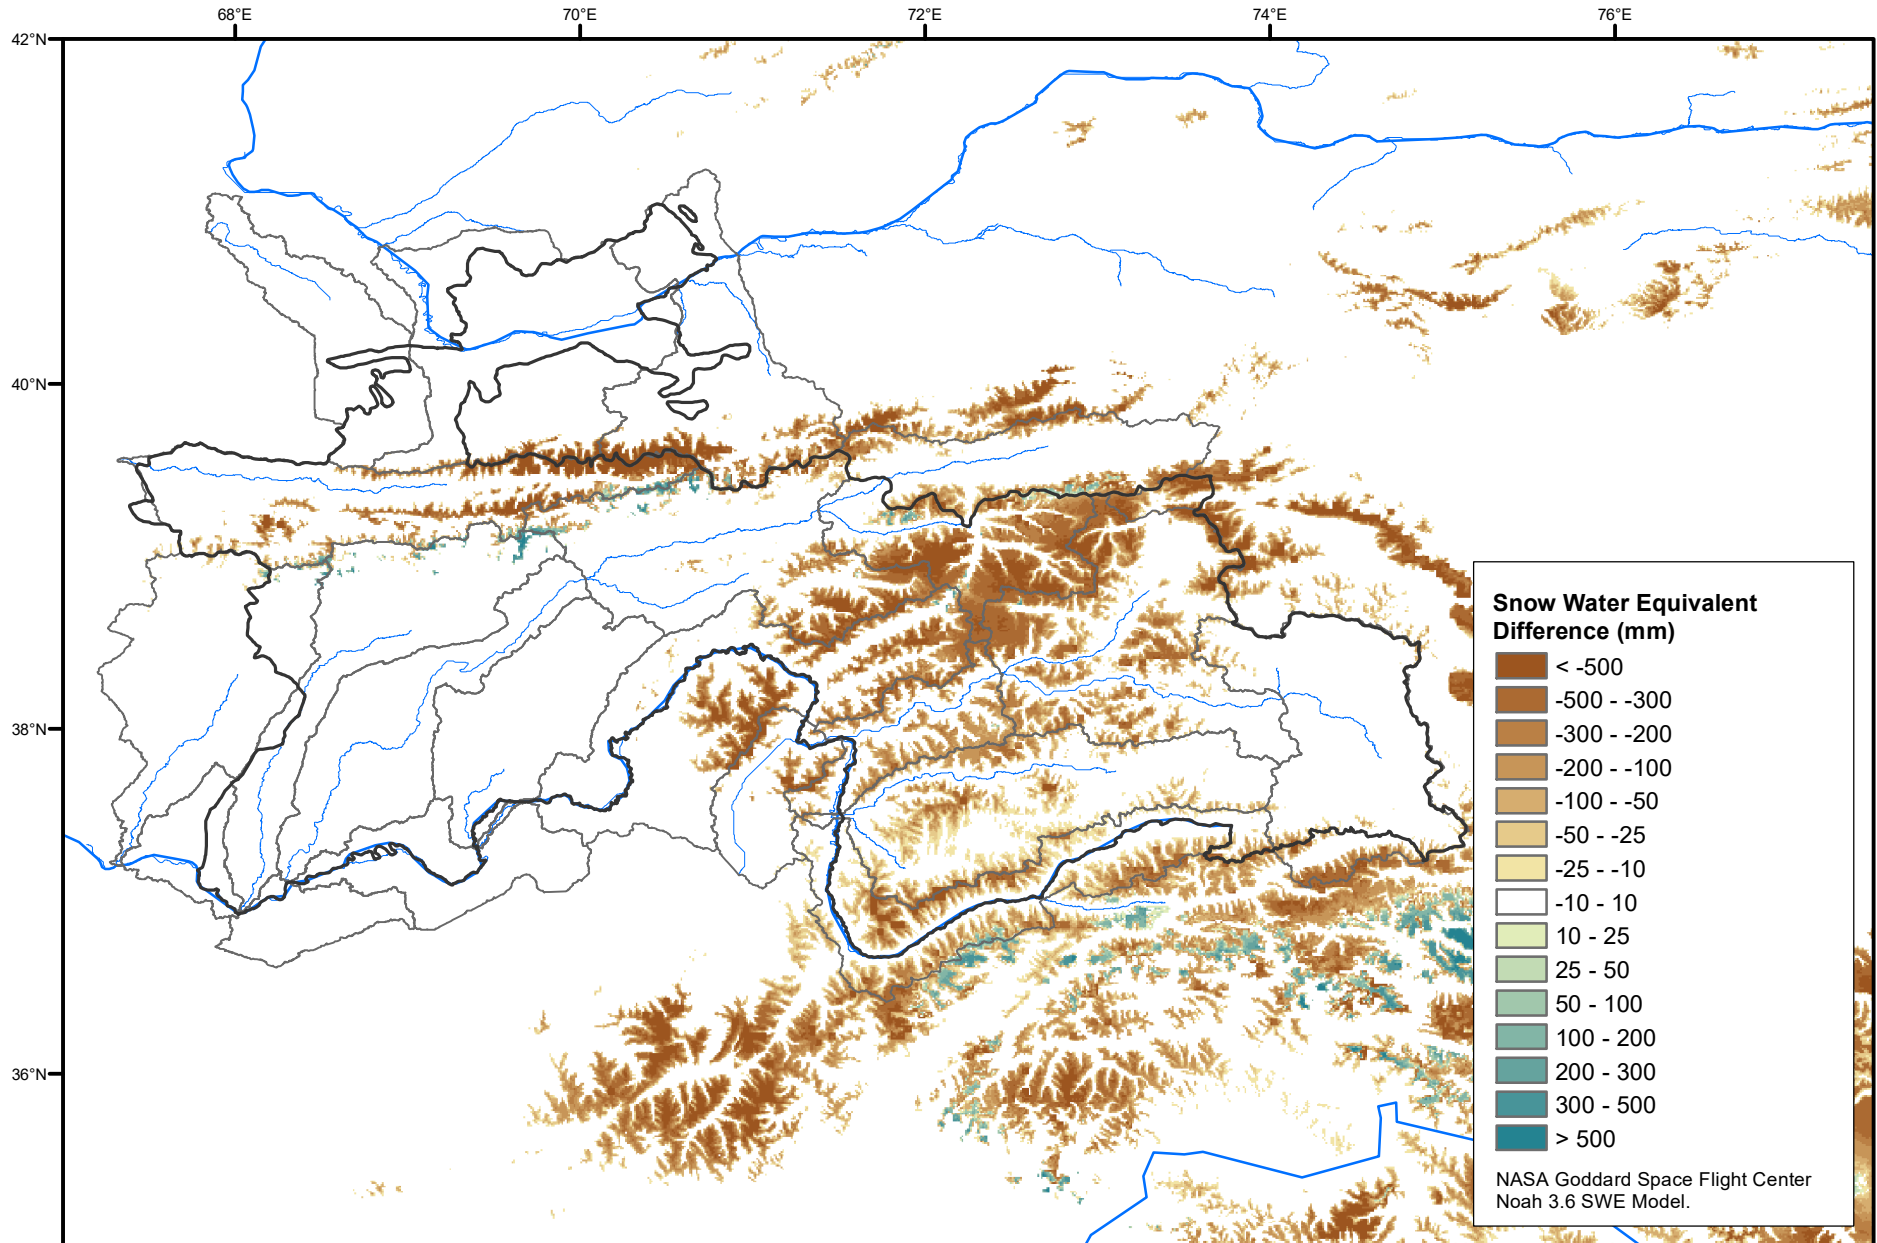 68°E
70°E
72°E
74°E
76°E
42°N
40°N
38°N
36°N
Snow Water Equivalent
Difference (mm)
< -500
-500 - -300
-300 - -200
-200 - -100
-100 - -50
-50 - -25
-25 - -10
-10 - 10
10 - 25
25 - 50
50 - 100
100 - 200
200 - 300
300 - 500
> 500
NASA Goddard Space Flight Center
Noah 3.6 SWE Model.